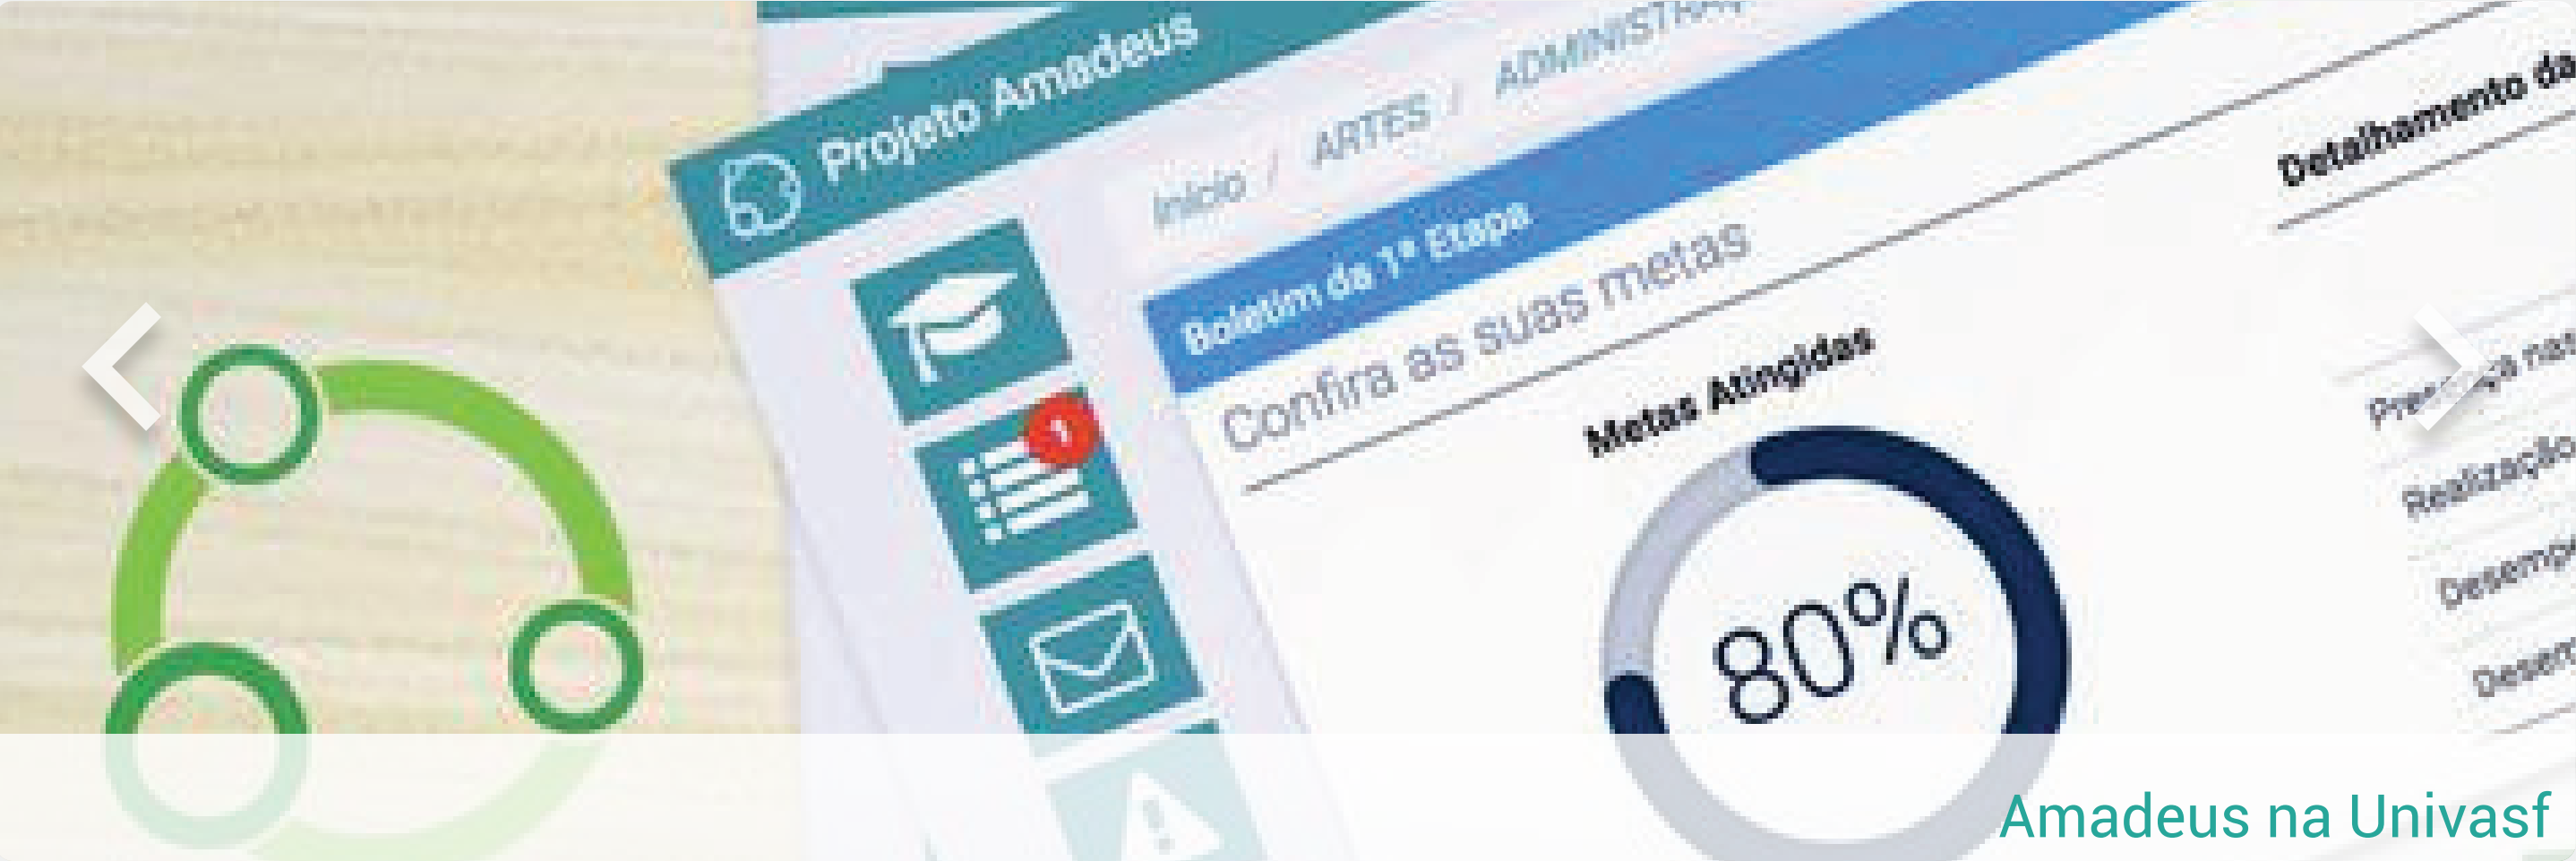 Projeto Amadeus
Início / ARTES /
Boletim da 1ª Etapa
Confira as suas metas
Metas Atingidas
80%
1
Detalhamento da
Realização
Amadeus na Univasf